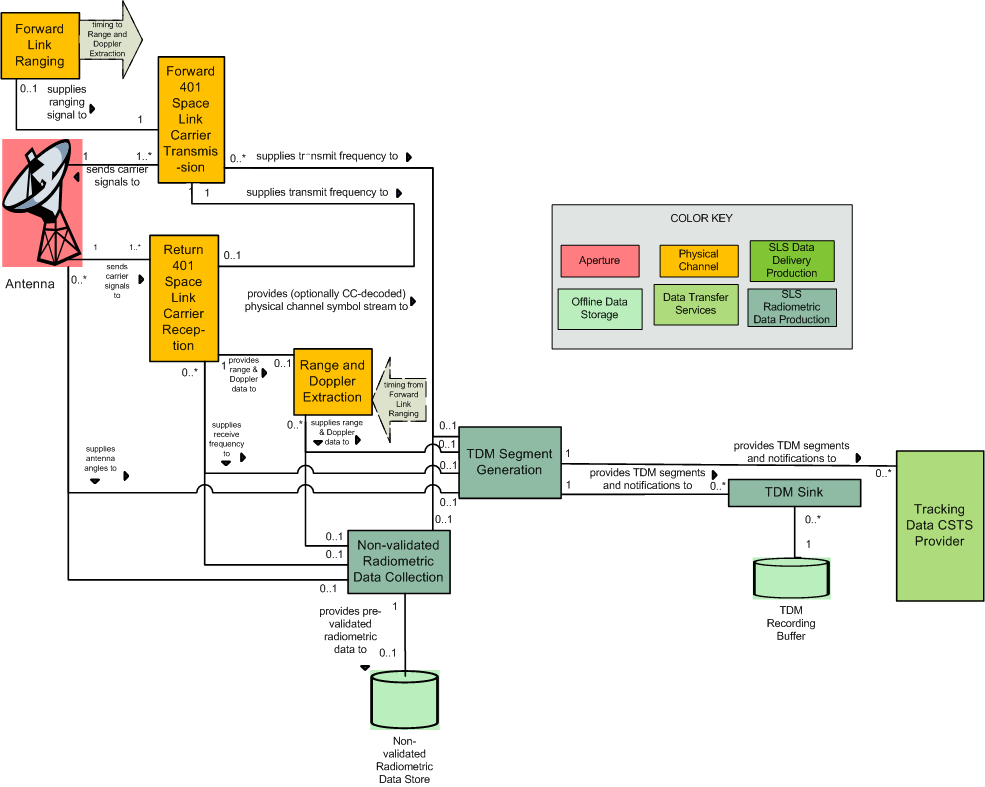 Forward
Link
Ranging
timing to
Range and
Doppler
Extraction
0..1
supplies
ranging
signal to
1
Forward
401
Space
Link
Carrier
Transmis
-sion
1
1..*
sends carrier
signals to
0..*
supplies transmit frequency to
1
supplies transmit frequency to
Antenna
1
1..*
sends
carrier
signals
to
0..*
Return
401
Space
Link
Carrier
Recep-
tion
0..1
provides (optionally CC-decoded)
physical channel symbol stream to
COLOR KEY
Aperture
Physical
Channel
SLS Data
Delivery
Production
Offline Data
Storage
Data Transfer
Services
SLS
Radiometric
Data Production
0..*
1
provides
range &
Doppler
data to
0..1
Range and
Doppler
Extraction
timing from
Forward
Link
Ranging
0..*
supplies range
& Doppler
data to
supplies
receive
frequency
to
supplies
antenna
angles to
0..1
0..1
0..1
0..1
TDM Segment
Generation
1
provides TDM segments
and notifications to
0..*
1
provides TDM segments
and notifications to
0..*
TDM Sink
Tracking
Data CSTS
Provider
0..*
1
TDM
Recording
Buffer
0..1
0..1
0..1
0..1
Non-validated
Radiometric
Data Collection
1
provides pre-
validated
radiometric
data to
0..1
Non-
validated
Radiometric
Data Store